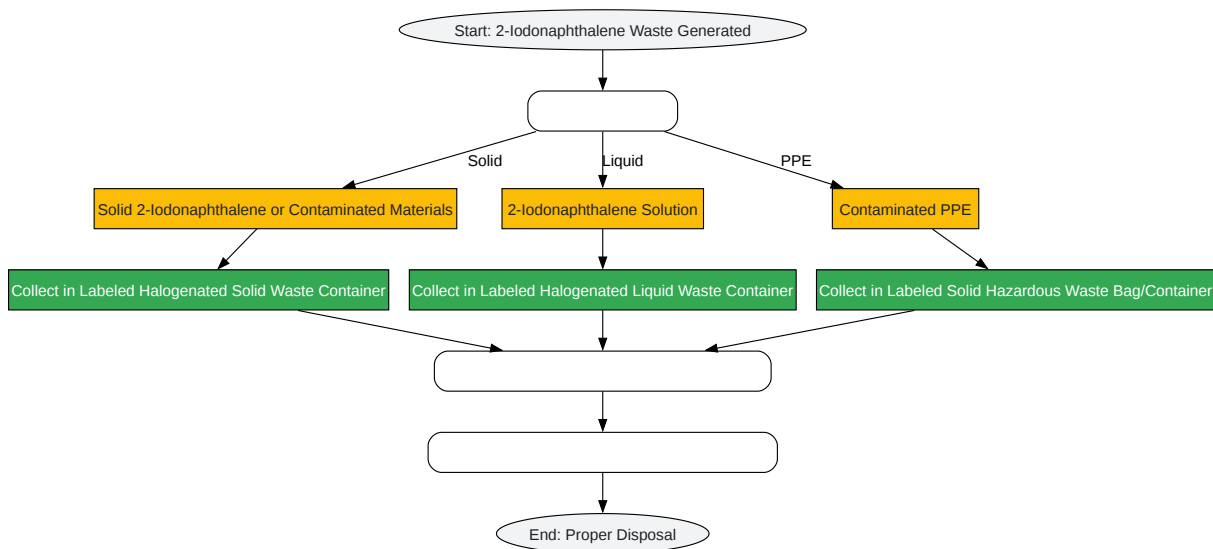 Start: 2-Iodonaphthalene Waste Generated
Solid
Liquid
PPE
Solid 2-Iodonaphthalene or Contaminated Materials
2-Iodonaphthalene Solution
Contaminated PPE
Collect in Labeled Halogenated Solid Waste Container
Collect in Labeled Halogenated Liquid Waste Container
Collect in Labeled Solid Hazardous Waste Bag/Container
End: Proper Disposal